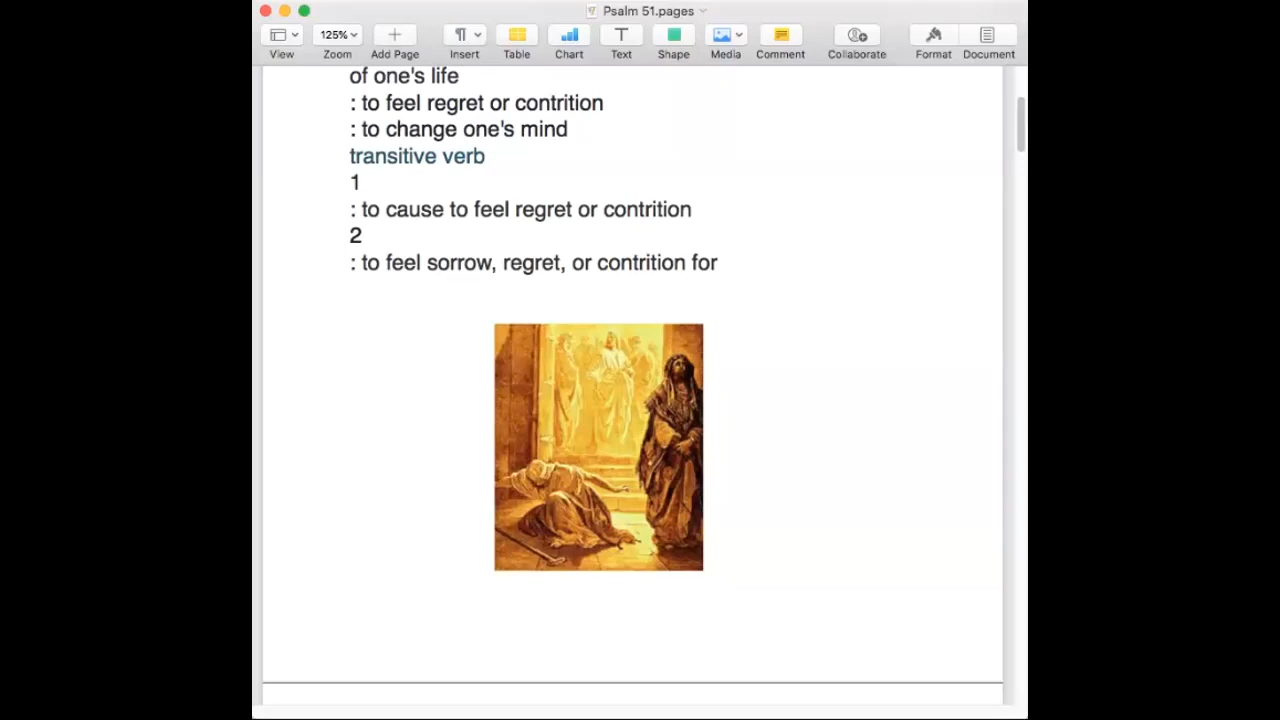 Psalm 51.pages
125%
View
Zoom
Add Page
Insert
Table
Chart
Text
Shape
Media
Comment
Collaborate
Format
Document
of one's life
: to feel regret or contrition
: to change one's mind
transitive verb
1
: to cause to feel regret or contrition
2
: to feel sorrow, regret, or contrition for